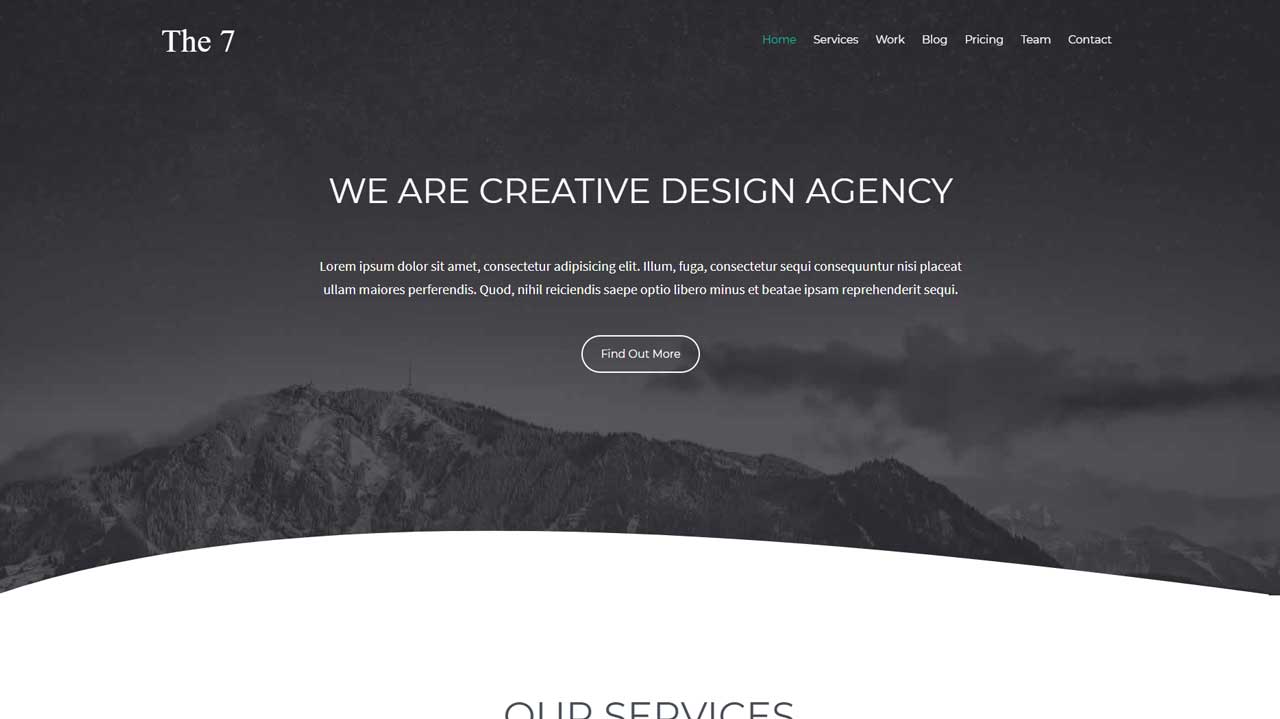 The 7
Home Services Work Blog Pricing Team Contact
WE ARE CREATIVE DESIGN AGENCY
Lorem ipsum dolor sit amet, consectetur adipisicing elit. Illum, fuga, consectetur sequi consequuntur nisi placeat
ullam maiores perferendis. Quod, nihil reiciendis saepe optio libero minus et beatae ipsam reprehenderit sequi.
Find Out More
OUR SERVICES